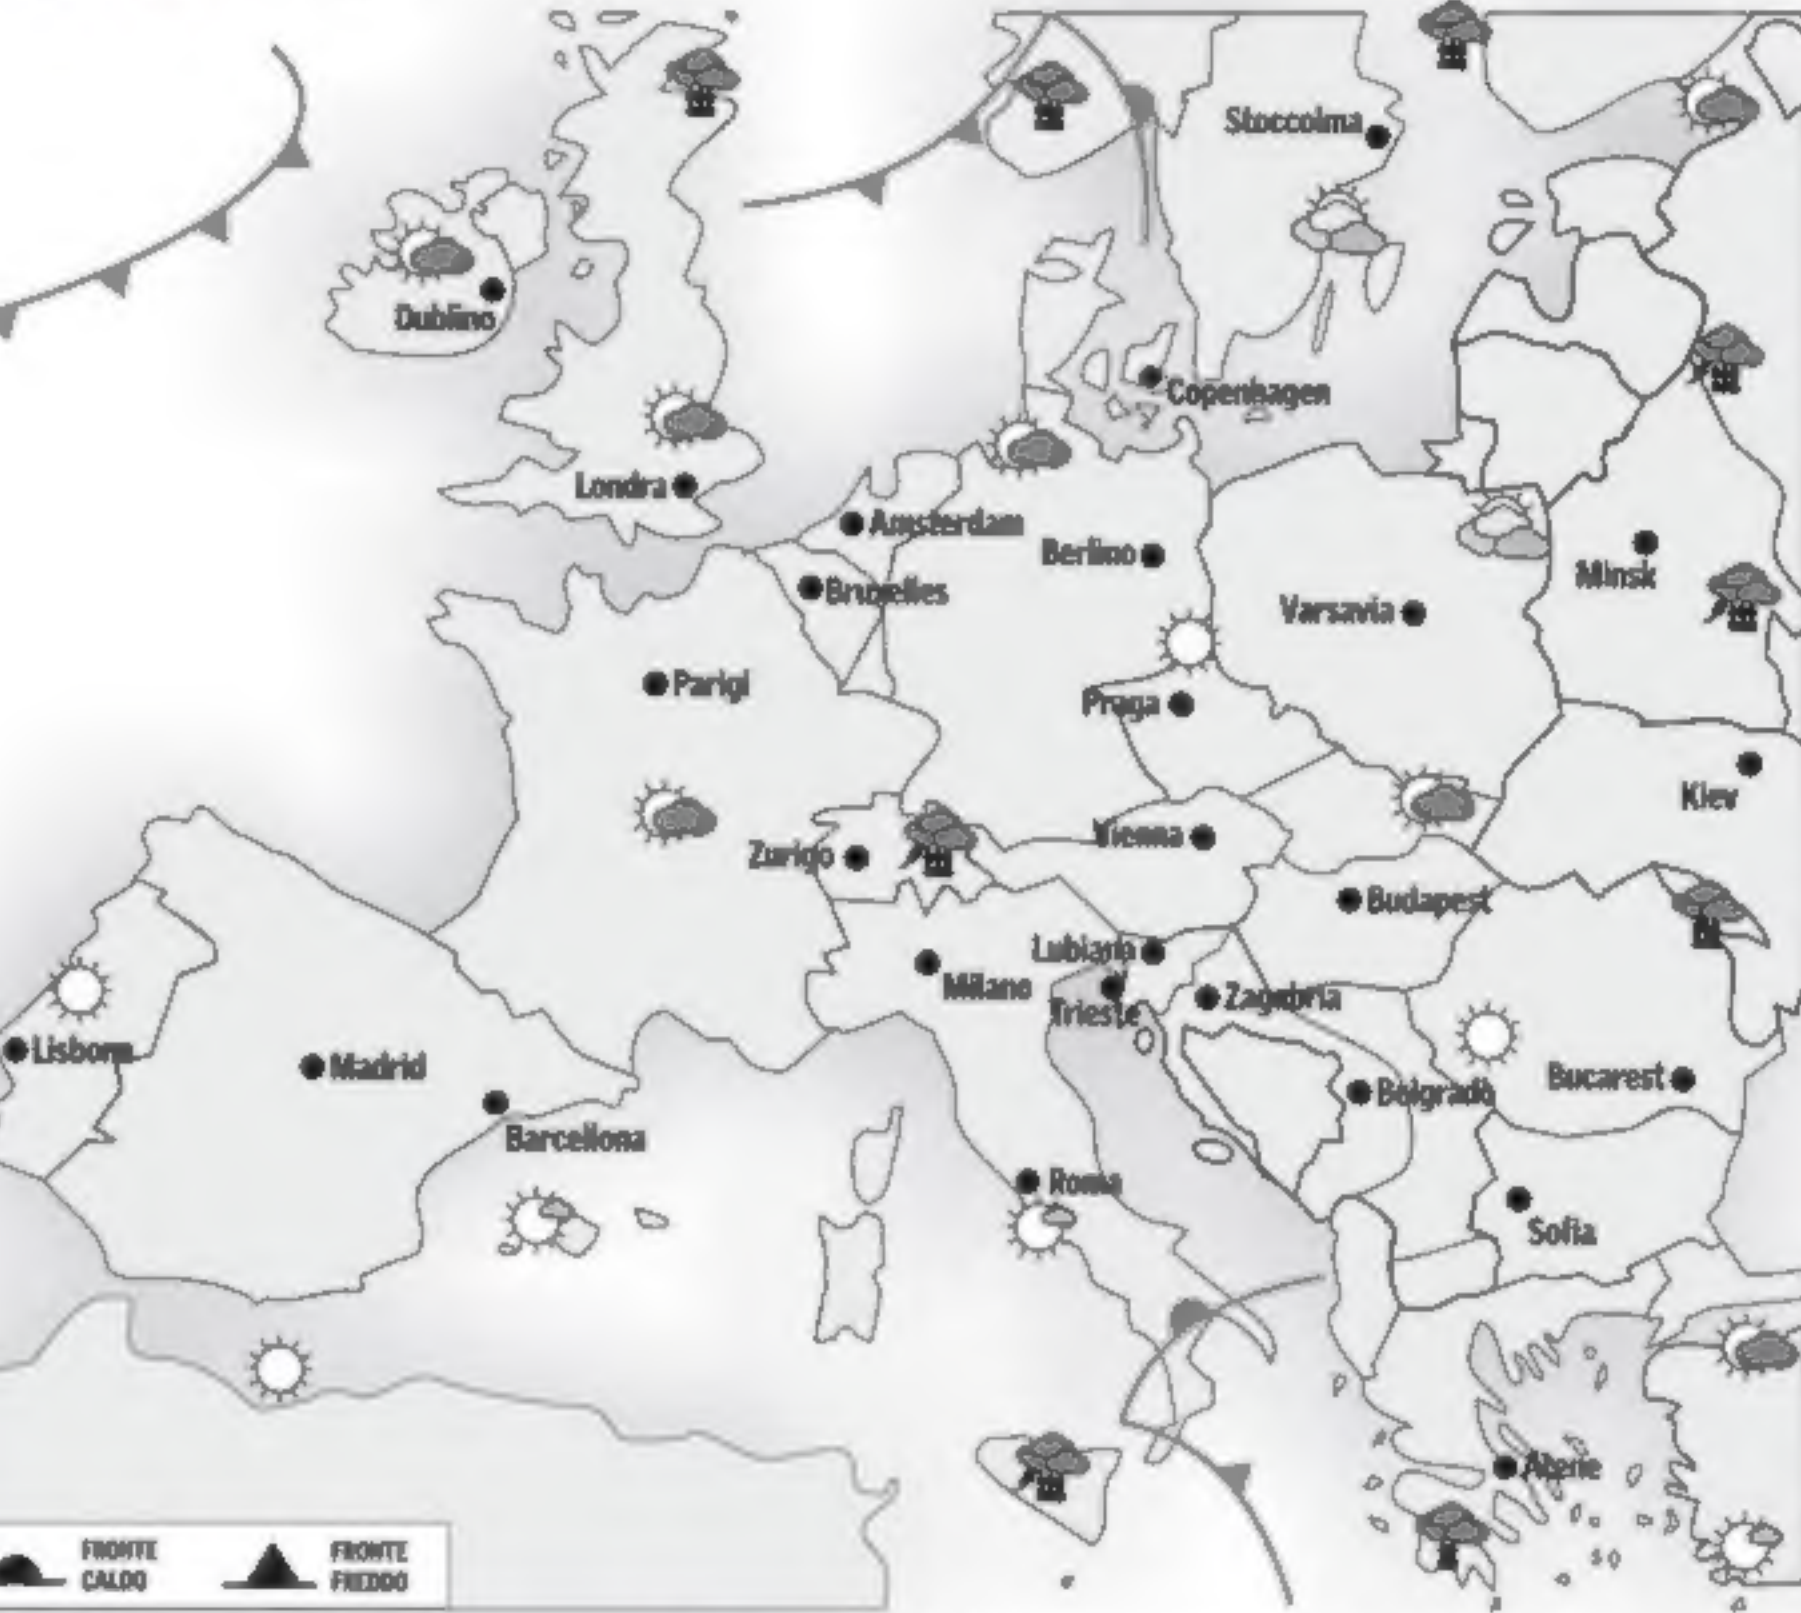 Stoccolma
Dublino
Copenhagen
Londra
Amsterdam
Berlino
Bruxelles
Minsk
Varsavia
Parigi
Praga
Kiev
Vienna
Zurigo
Budapest
Lubiana
Milano
Zagabria
Trieste
Lisbona
Madrid
Bucarest
Belgrado
Barcellona
Roma
Sofia
Atene
FRONTE FRONTE
CALDO FREDDO